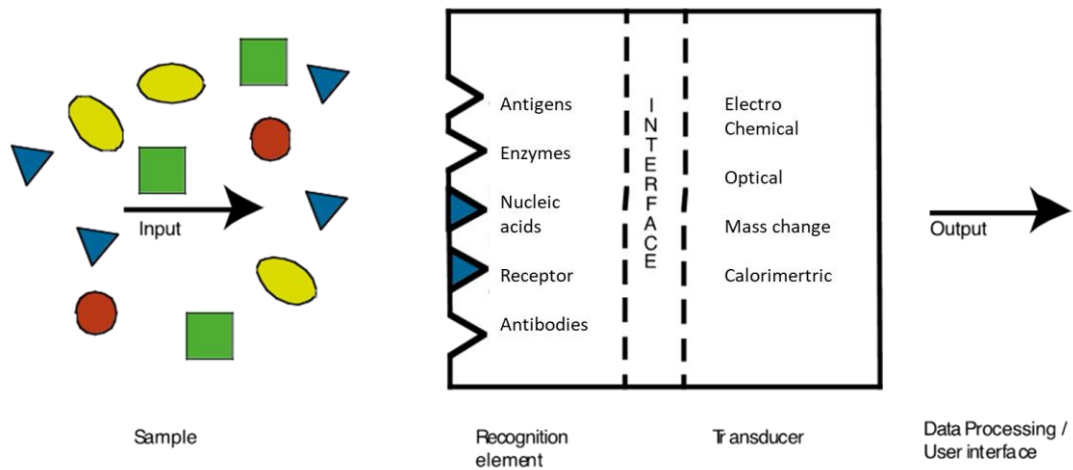 Input
Antigens
Enzymes
Nucleic
acids
Receptor
Antibodies
INTERFACE
Electro
Chemical
Optical
Mass change
Calorimertric
Output
Sample
Recognition
element
Transducer
Data Processing /
User interface